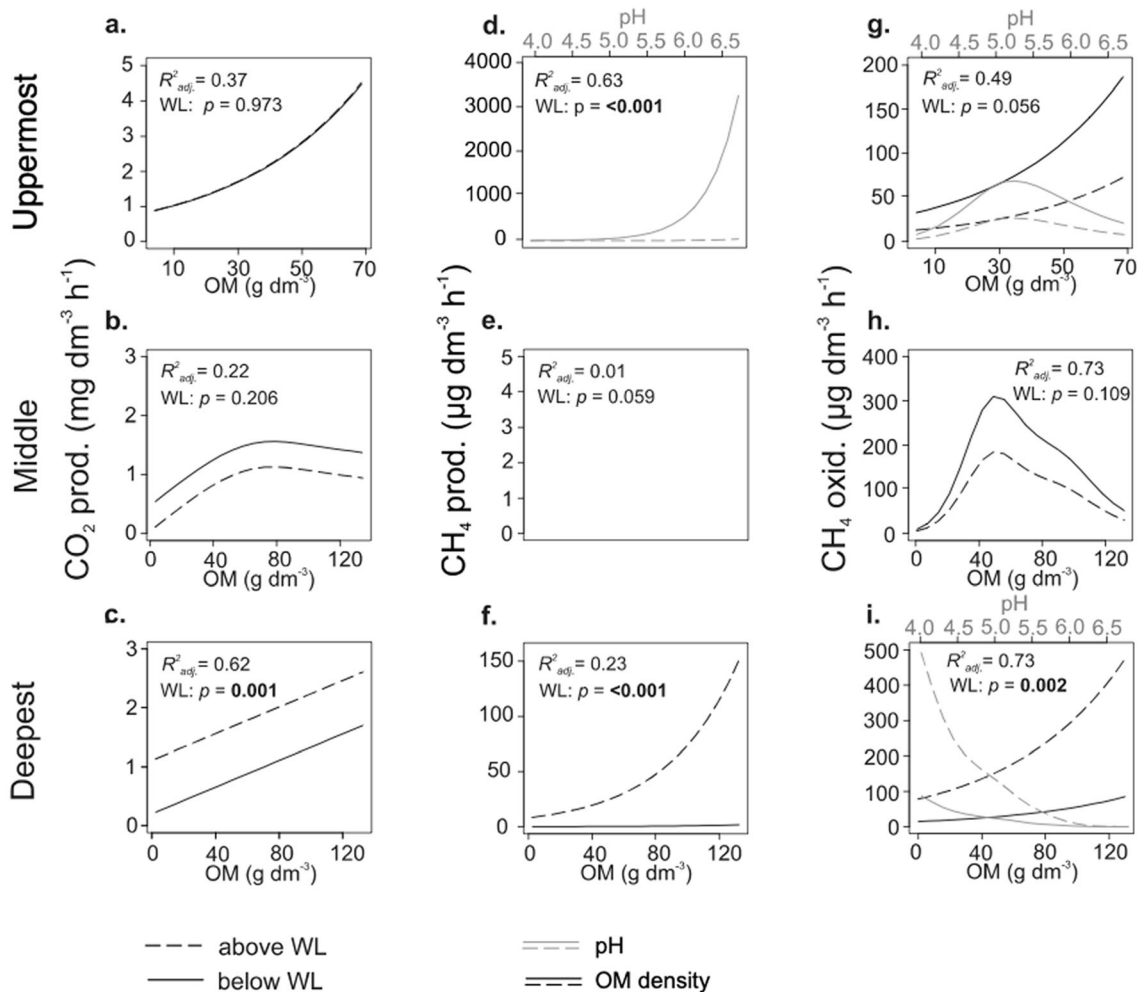 a.
d.
g.
pH
4.0 4.5 5.0 5.5 6.0 6.5
pH
4.0 4.5 5.0 5.5 6.0 6.5
Uppermost
5
4
3
2
1
0
R²adj. = 0.37
WL: p = 0.973
10 30 50 70
OM (g dm⁻³)
4000
3000
2000
1000
0
R²adj. = 0.63
WL: p = <0.001
200
150
100
50
0
R²adj. = 0.49
WL: p = 0.056
10 30 50 70
OM (g dm⁻³)
CO₂ prod. (mg dm⁻³ h⁻¹)
CH₄ prod. (µg dm⁻³ h⁻¹)
CH₄ oxid. (µg dm⁻³ h⁻¹)
b.
e.
h.
Middle
3
2
1
0
R²adj. = 0.22
WL: p = 0.206
0 40 80 120
OM (g dm⁻³)
5
4
3
2
1
0
R²adj. = 0.01
WL: p = 0.059
400
300
200
100
0
R²adj. = 0.73
WL: p = 0.109
0 40 80 120
OM (g dm⁻³)
c.
f.
i.
pH
4.0 4.5 5.0 5.5 6.0 6.5
Deepest
3
2
1
0
R²adj. = 0.62
WL: p = 0.001
0 40 80 120
OM (g dm⁻³)
150
100
50
0
R²adj. = 0.23
WL: p = <0.001
0 40 80 120
OM (g dm⁻³)
500
400
300
200
100
0
R²adj. = 0.73
WL: p = 0.002
0 40 80 120
OM (g dm⁻³)
above WL
below WL
pH
OM density